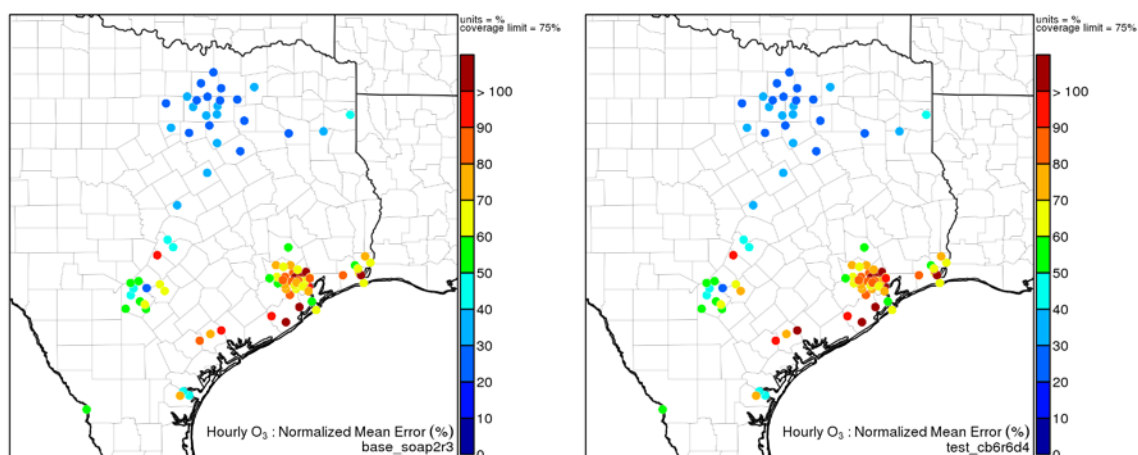 units = %
coverage limit = 75%
> 100
90
80
70
60
50
40
30
20
10
0
Hourly O₃ : Normalized Mean Error (%)
base_soap2r3
units = %
coverage limit = 75%
> 100
90
80
70
60
50
40
30
20
10
0
Hourly O₃ : Normalized Mean Error (%)
test_cb6r6d4